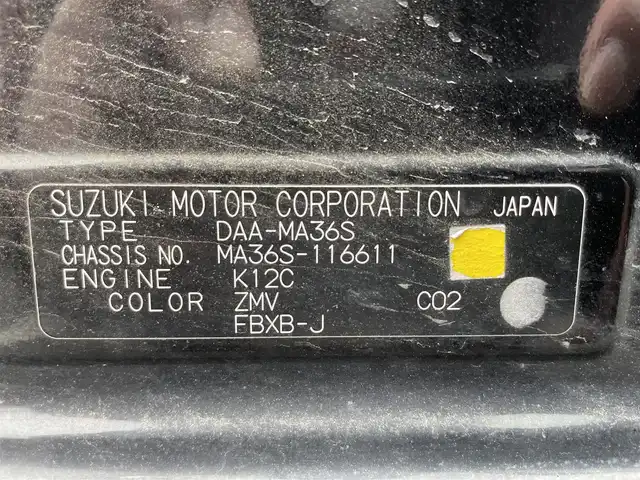 SUZUKI MOTOR CORPORATION JAPAN
TYPE DAA-MA36S
CHASSIS NO. MA36S-116611
ENGINE K12C
COLOR ZMV C02
FBXB-J